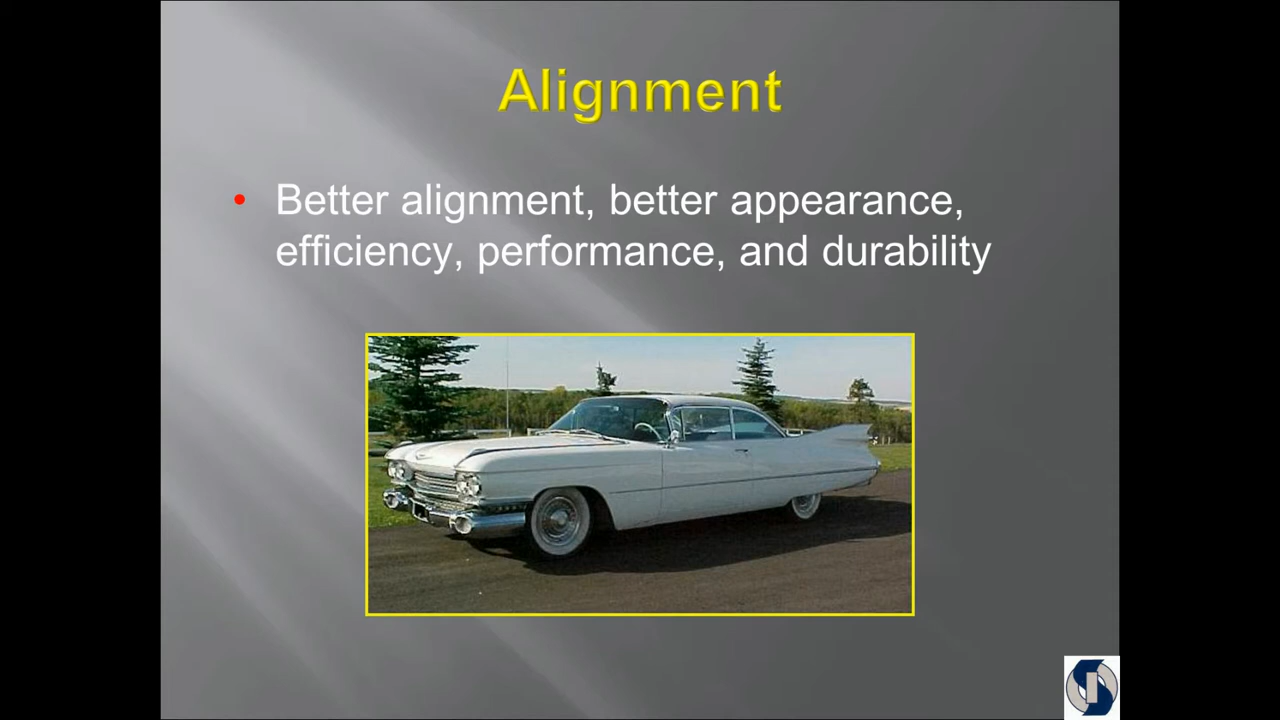 Alignment
• Better alignment, better appearance,
efficiency, performance, and durability